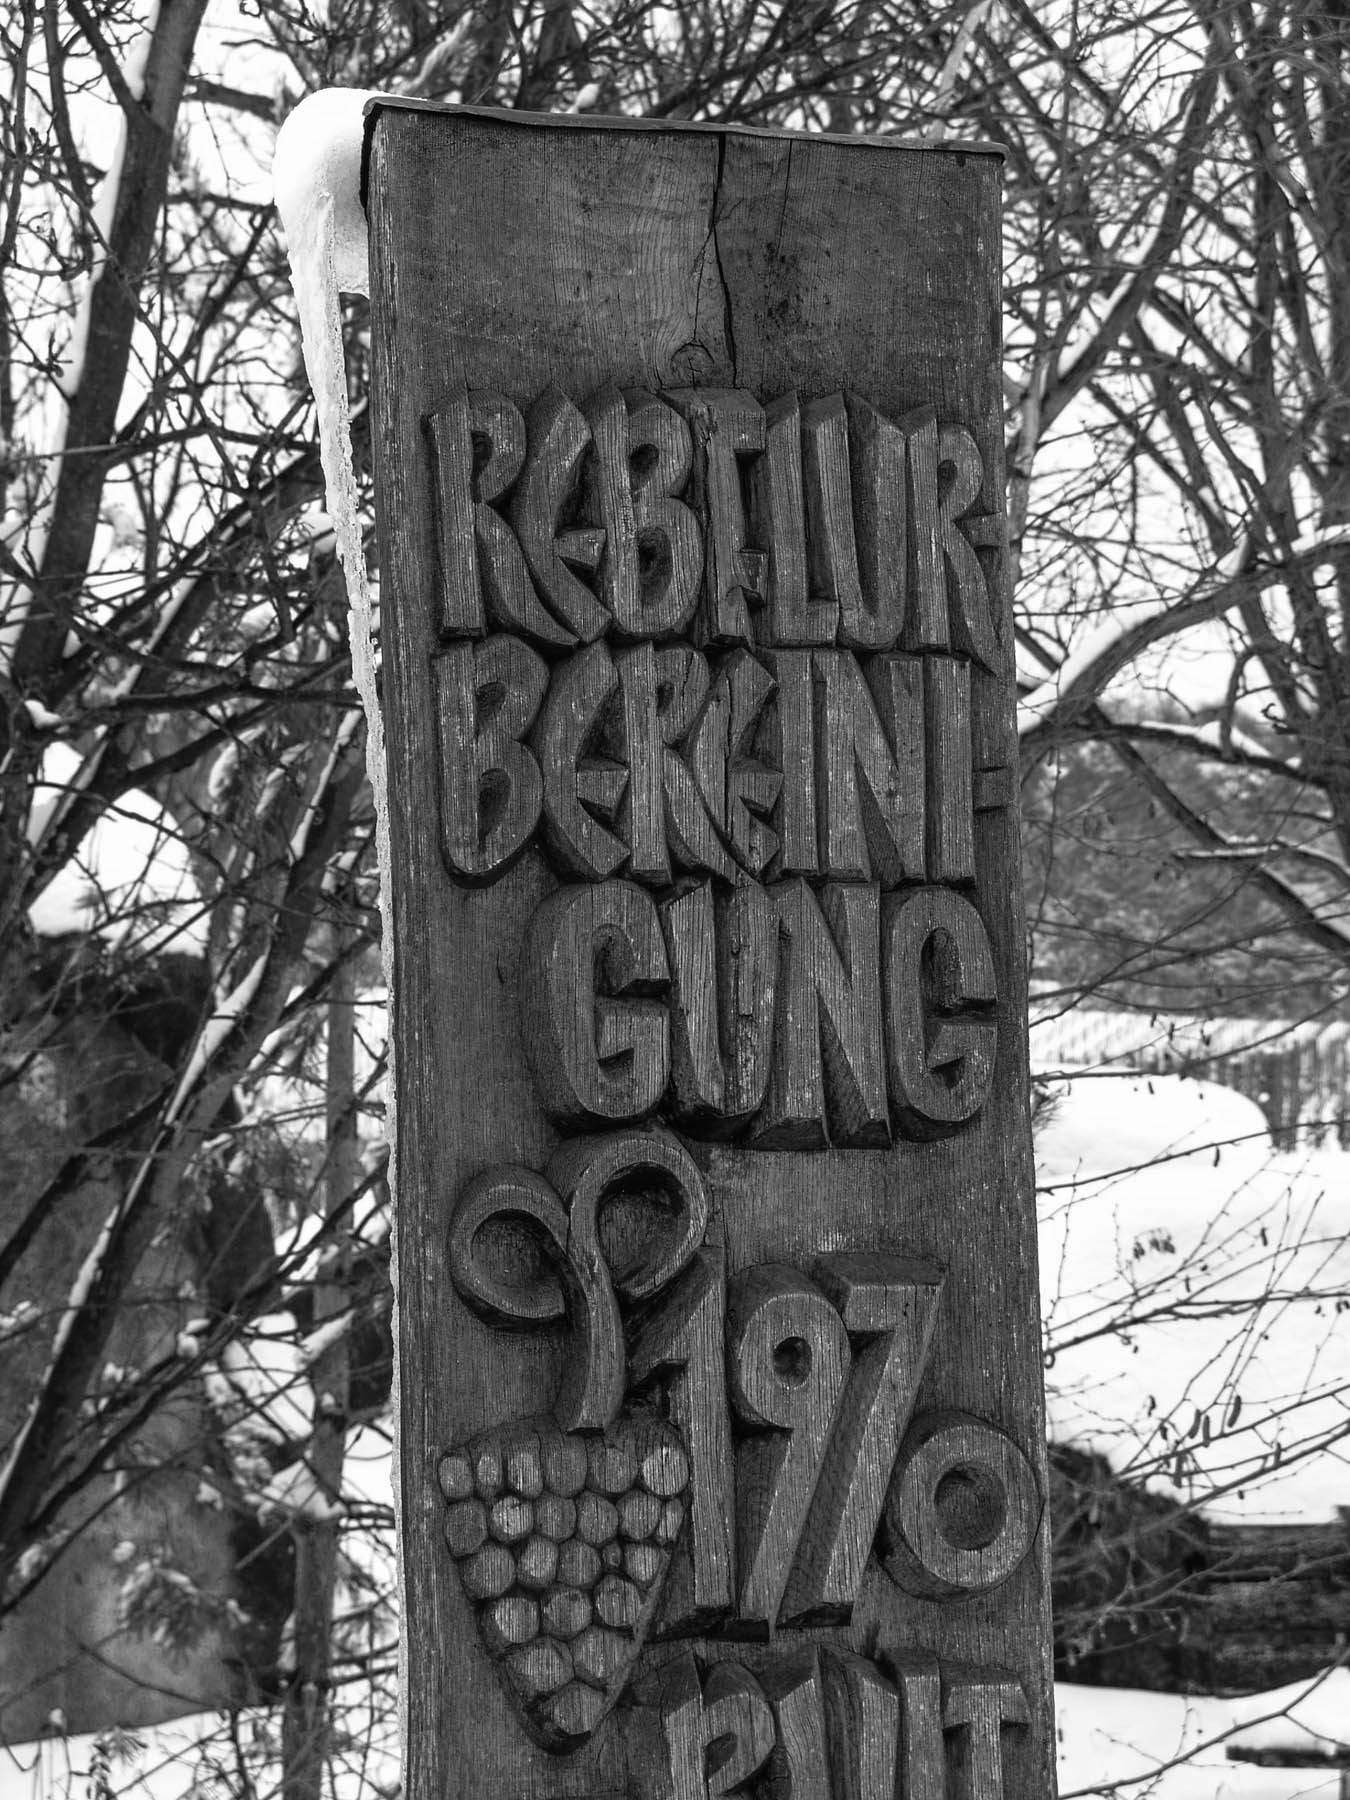 REBFLUR-
BEREINI-
GUNG
1970